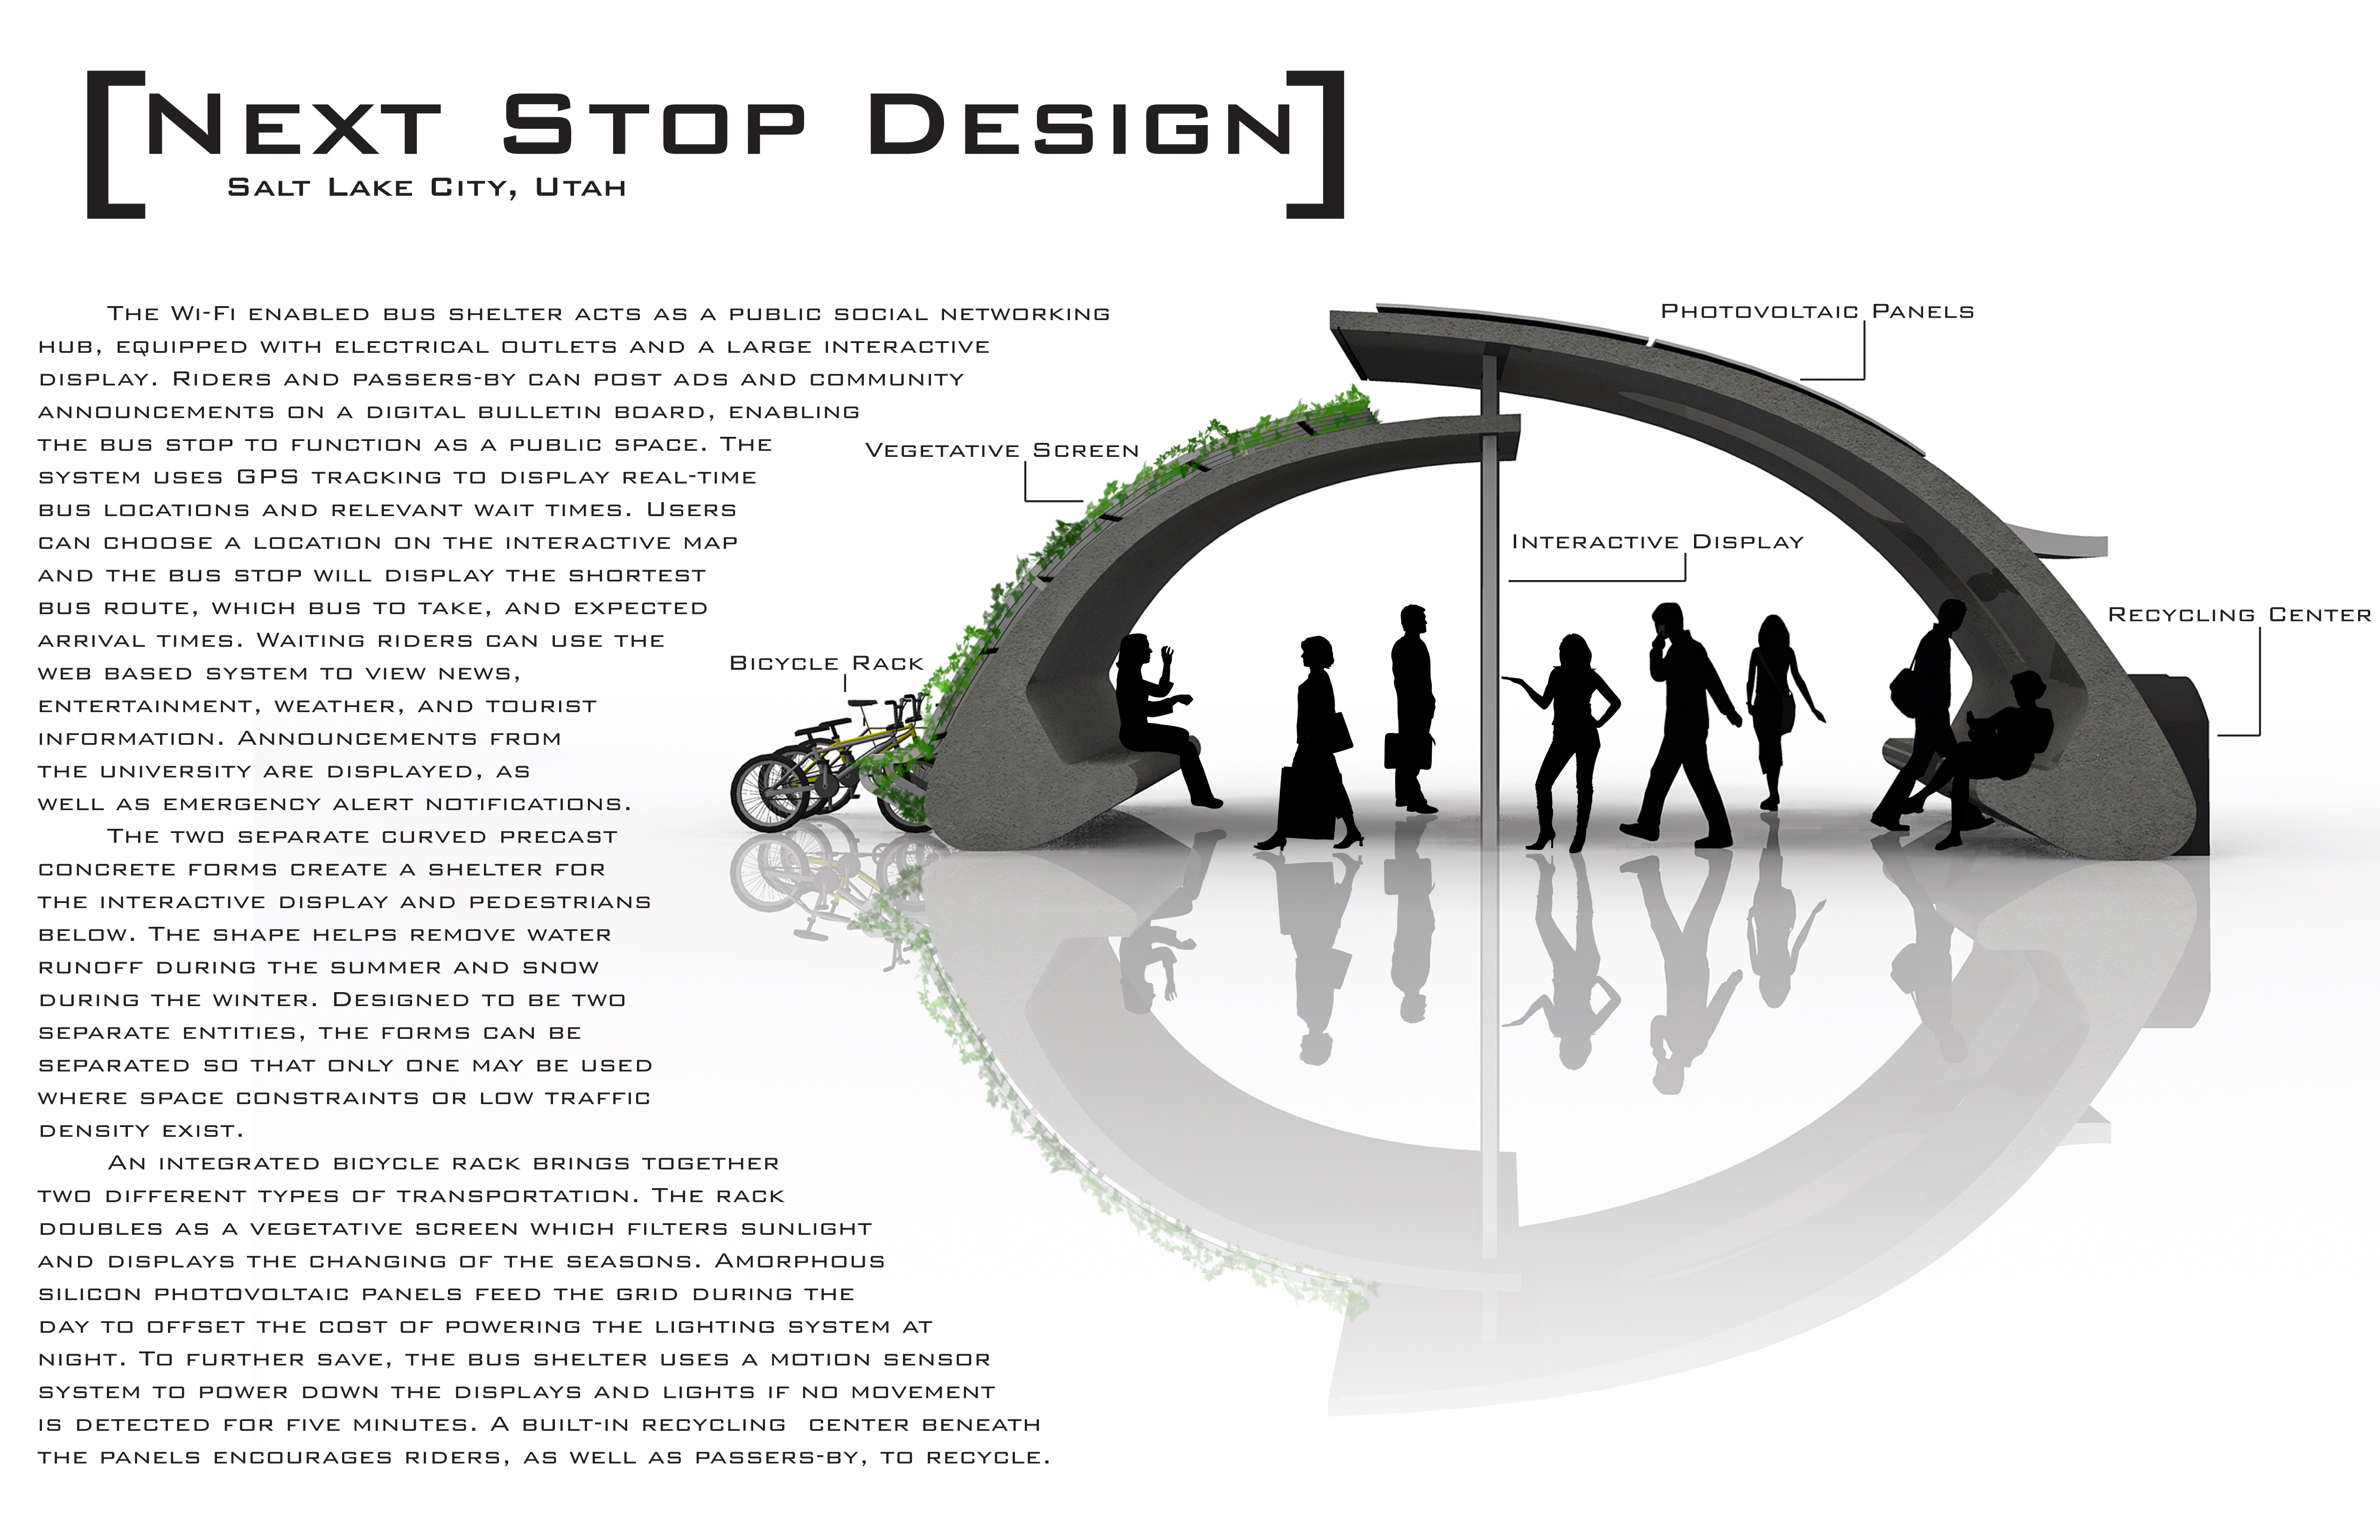 [Next Stop Design]
Salt Lake City, Utah
The Wi-Fi enabled bus shelter acts as a public social networking
hub, equipped with electrical outlets and a large interactive
display. Riders and passers-by can post ads and community
announcements on a digital bulletin board, enabling
the bus stop to function as a public space. The
system uses GPS tracking to display real-time
bus locations and relevant wait times. Users
can choose a location on the interactive map
and the bus stop will display the shortest
bus route, which bus to take, and expected
arrival times. Waiting riders can use the
web based system to view news,
entertainment, weather, and tourist
information. Announcements from
the university are displayed, as
well as emergency alert notifications.
The two separate curved precast
concrete forms create a shelter for
the interactive display and pedestrians
below. The shape helps remove water
runoff during the summer and snow
during the winter. Designed to be two
separate entities, the forms can be
separated so that only one may be used
where space constraints or low traffic
density exist.
An integrated bicycle rack brings together
two different types of transportation. The rack
doubles as a vegetative screen which filters sunlight
and displays the changing of the seasons. Amorphous
silicon photovoltaic panels feed the grid during the
day to offset the cost of powering the lighting system at
night. To further save, the bus shelter uses a motion sensor
system to power down the displays and lights if no movement
is detected for five minutes. A built-in recycling center beneath
the panels encourages riders, as well as passers-by, to recycle.
Photovoltaic Panels
Vegetative Screen
Interactive Display
Recycling Center
Bicycle Rack